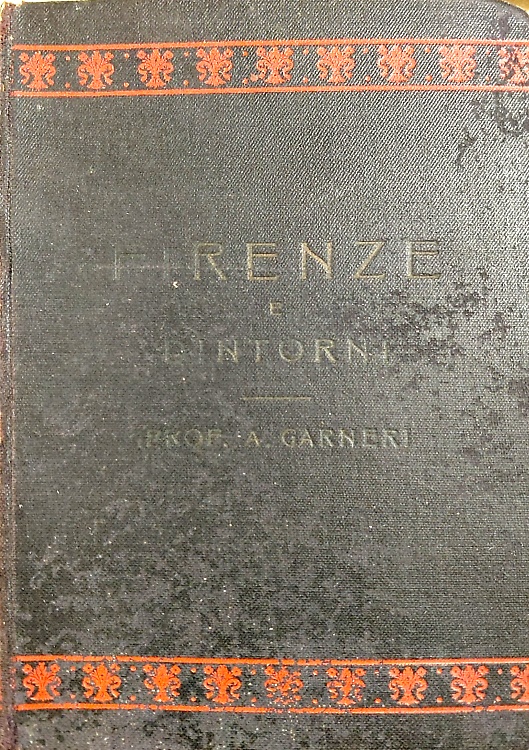 FIRENZE
E
DINTORNI
PROF. A. GARNERI